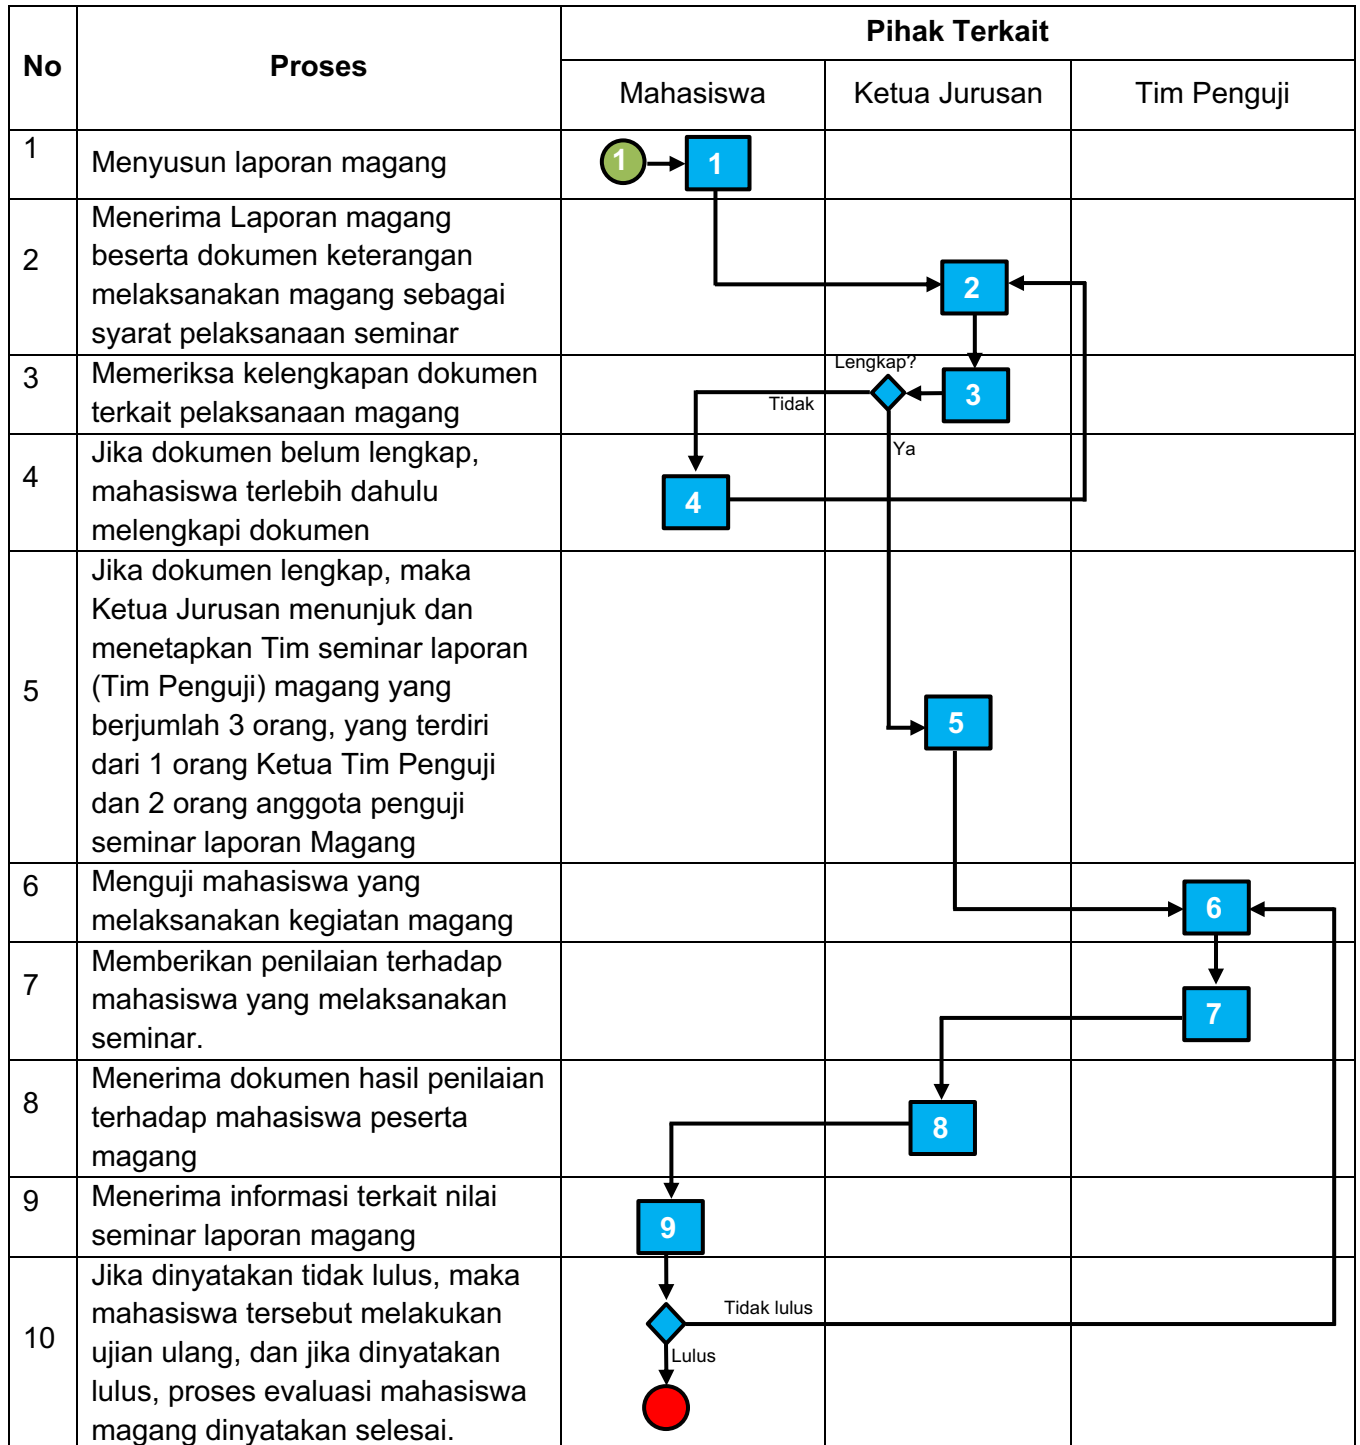 No
Proses
Pihak Terkait
Mahasiswa
Ketua Jurusan
Tim Penguji
1
Menyusun laporan magang
1
1
2
Menerima Laporan magang
beserta dokumen keterangan
melaksanakan magang sebagai
syarat pelaksanaan seminar
2
3
Memeriksa kelengkapan dokumen
terkait pelaksanaan magang
Lengkap?
Tidak
3
4
Jika dokumen belum lengkap,
mahasiswa terlebih dahulu
melengkapi dokumen
Ya
4
5
Jika dokumen lengkap, maka
Ketua Jurusan menunjuk dan
menetapkan Tim seminar laporan
(Tim Penguji) magang yang
berjumlah 3 orang, yang terdiri
dari 1 orang Ketua Tim Penguji
dan 2 orang anggota penguji
seminar laporan Magang
5
6
Menguji mahasiswa yang
melaksanakan kegiatan magang
6
7
Memberikan penilaian terhadap
mahasiswa yang melaksanakan
seminar.
7
8
Menerima dokumen hasil penilaian
terhadap mahasiswa peserta
magang
8
9
Menerima informasi terkait nilai
seminar laporan magang
9
10
Jika dinyatakan tidak lulus, maka
mahasiswa tersebut melakukan
ujian ulang, dan jika dinyatakan
lulus, proses evaluasi mahasiswa
magang dinyatakan selesai.
Tidak lulus
Lulus